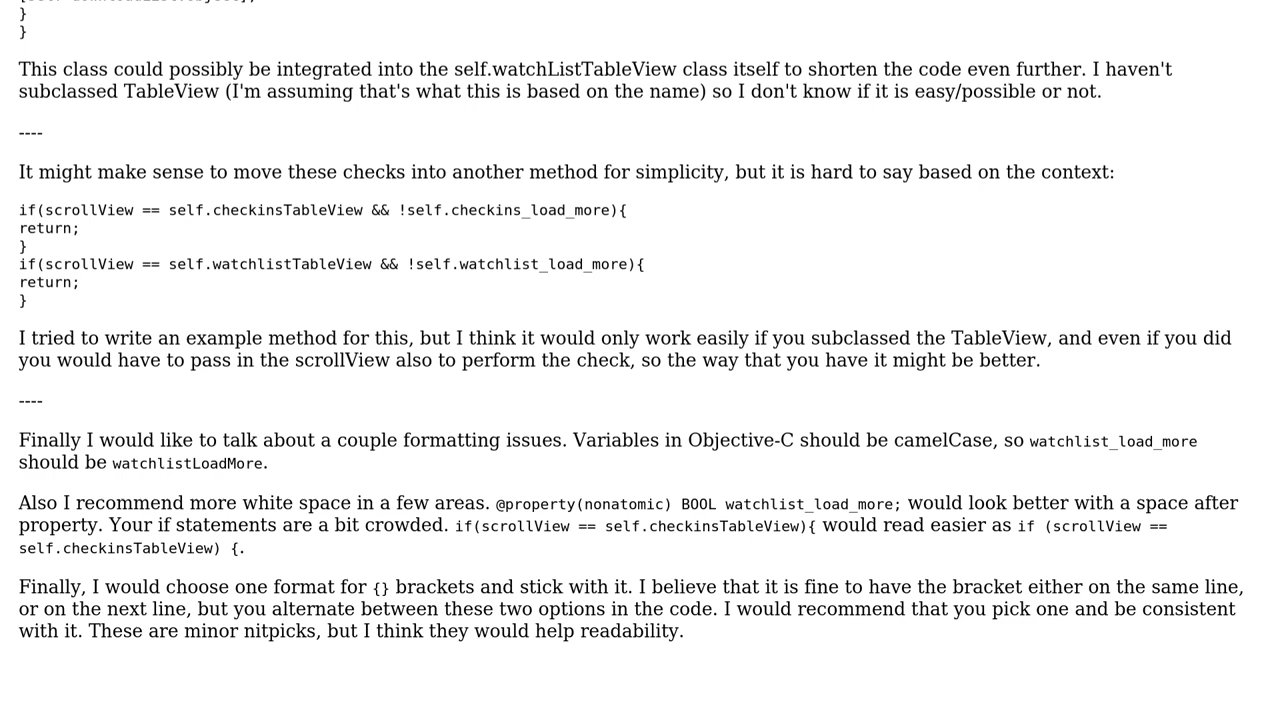 }
}
This class could possibly be integrated into the self.watchListTableView class itself to shorten the code even further. I haven't
subclassed TableView (I'm assuming that's what this is based on the name) so I don't know if it is easy/possible or not.
----
It might make sense to move these checks into another method for simplicity, but it is hard to say based on the context:
if(scrollView == self.checkinsTableView && !self.checkins_load_more){
return;
}
if(scrollView == self.watchlistTableView && !self.watchlist_load_more){
return;
}
I tried to write an example method for this, but I think it would only work easily if you subclassed the TableView, and even if you did
you would have to pass in the scrollView also to perform the check, so the way that you have it might be better.
----
Finally I would like to talk about a couple formatting issues. Variables in Objective-C should be camelCase, so watchlist_load_more
should be watchlistLoadMore.
Also I recommend more white space in a few areas. @property(nonatomic) BOOL watchlist_load_more; would look better with a space after
property. Your if statements are a bit crowded. if(scrollView == self.checkinsTableView){ would read easier as if (scrollView ==
self.checkinsTableView) {.
Finally, I would choose one format for {} brackets and stick with it. I believe that it is fine to have the bracket either on the same line,
or on the next line, but you alternate between these two options in the code. I would recommend that you pick one and be consistent
with it. These are minor nitpicks, but I think they would help readability.